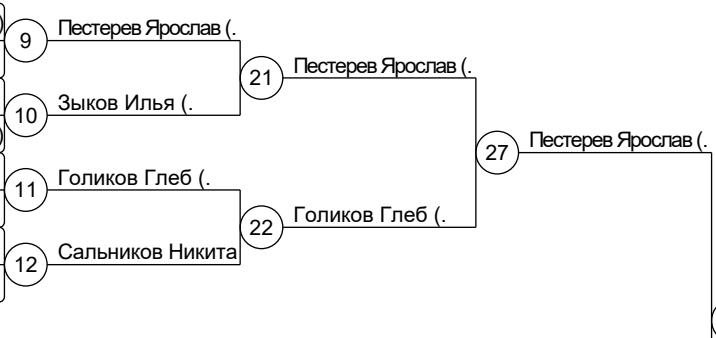 9 Пестерев Ярослав (.
21 Пестерев Ярослав (.
10 Зыков Илья (.
27 Пестерев Ярослав (.
11 Голиков Глеб (.
22 Голиков Глеб (.
12 Сальников Никита